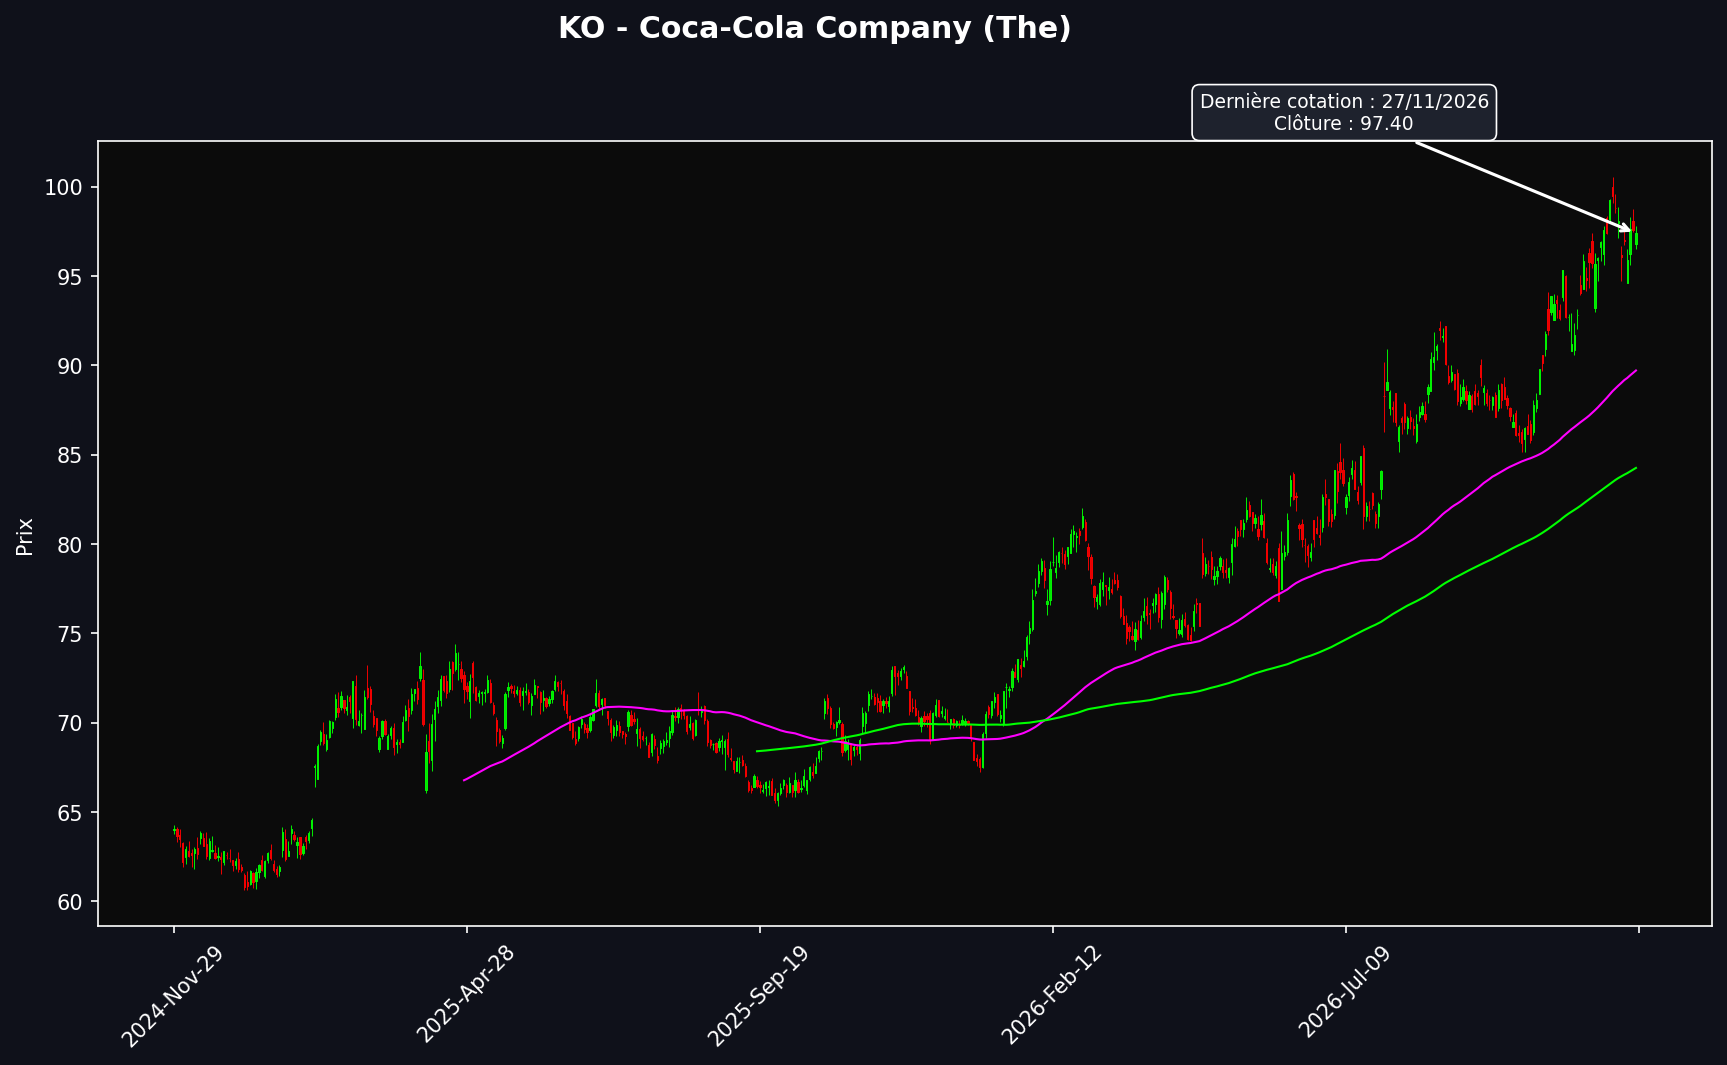 KO - Coca-Cola Company (The)
Dernière cotation : 27/11/2026
Clôture : 97.40
Prix
100
95
90
85
80
75
70
65
60
2024-Nov-29
2025-Apr-28
2025-Sep-19
2026-Feb-12
2026-Jul-09